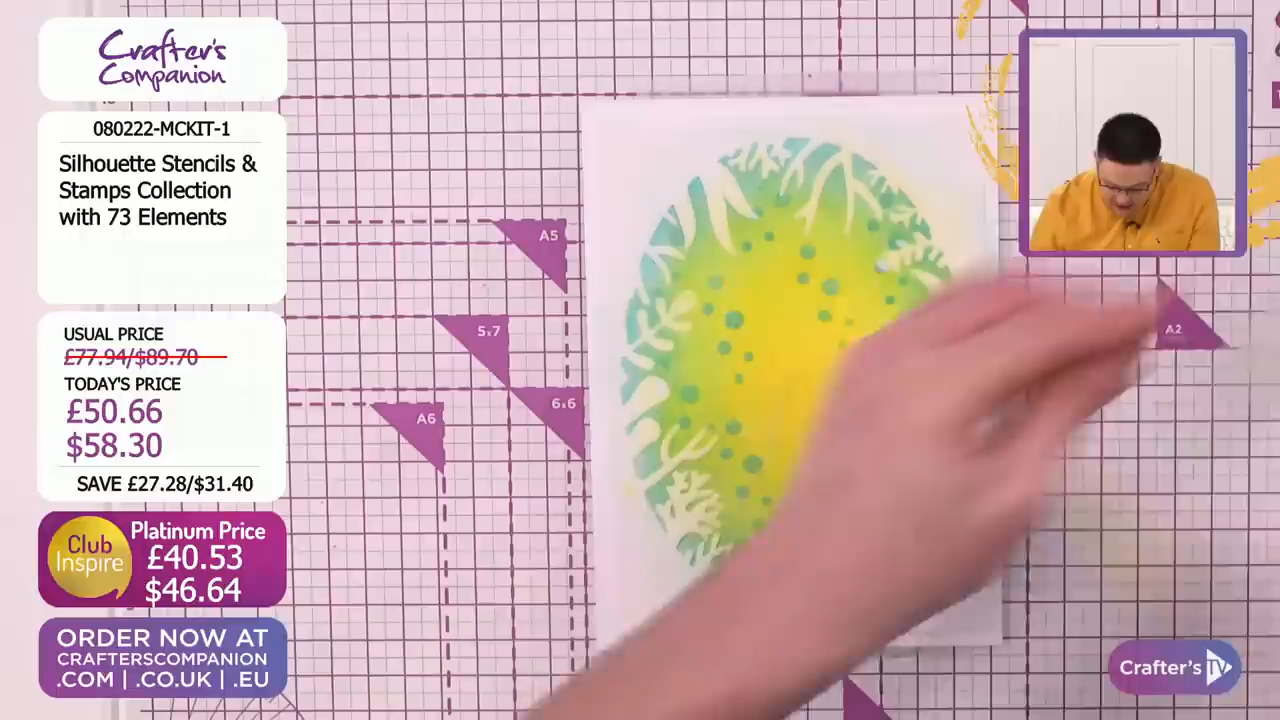 Crafter's
Companion
080222-MCKIT-1
Silhouette Stencils &
Stamps Collection
with 73 Elements
USUAL PRICE
£77.94/$89.70
TODAY'S PRICE
£50.66
$58.30
SAVE £27.28/$31.40
Club
Inspire
Platinum Price
£40.53
$46.64
ORDER NOW AT
CRAFTERSCOMPANION
.COM | .CO.UK | .EU
A5
5x7
6x6
A6
A2
Crafter's TV